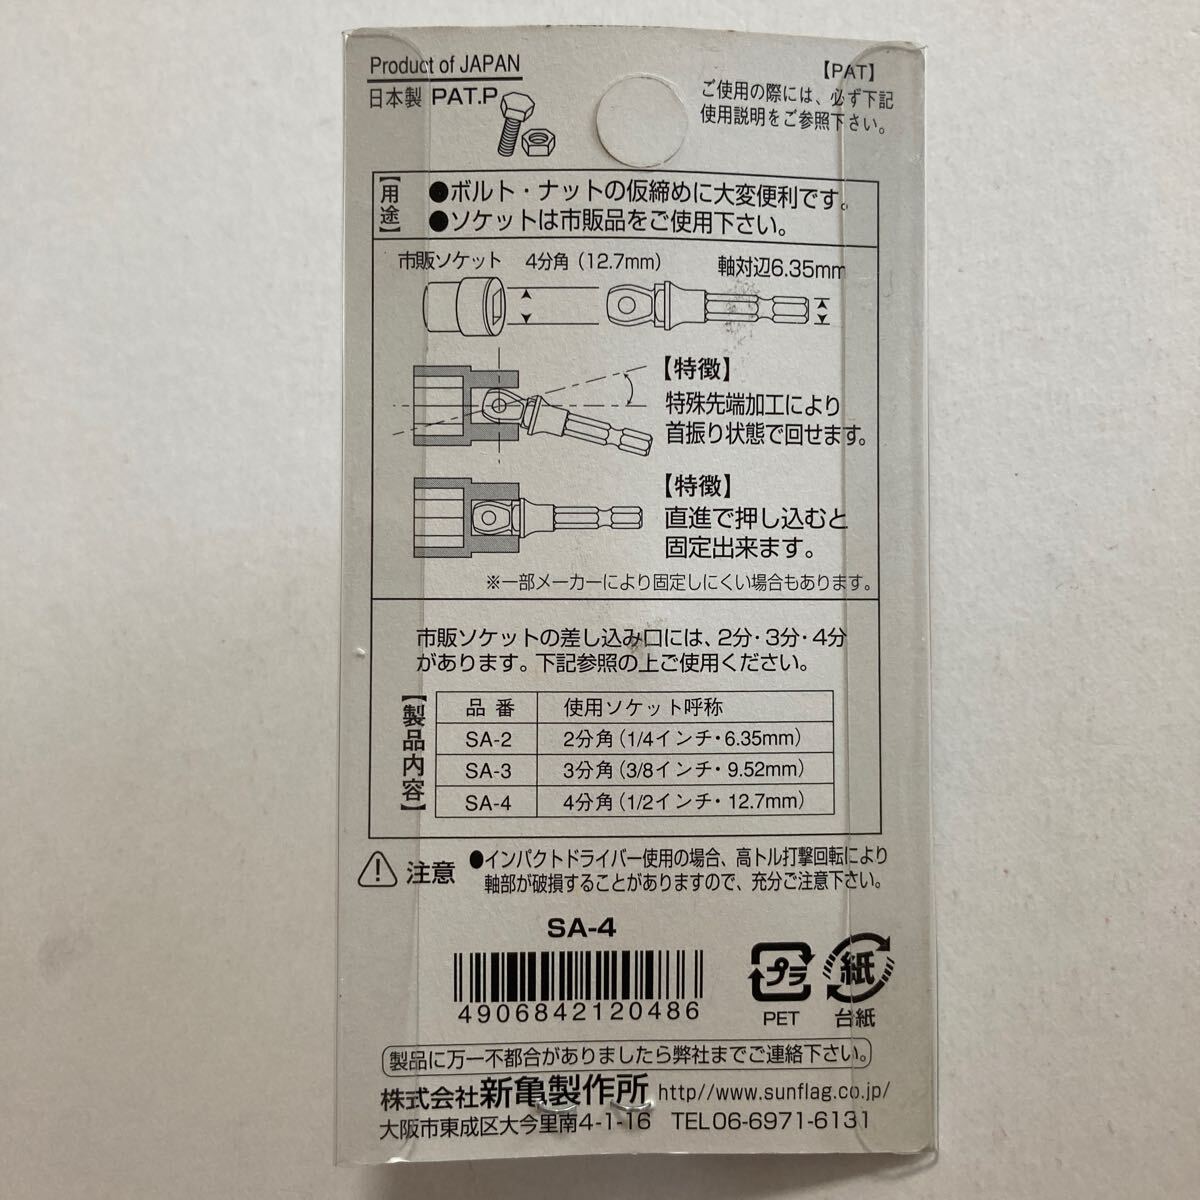 Product of JAPAN
日本製 PAT.P
【PAT】
ご使用の際には、必ず下記
使用説明をご参照下さい。
【用途】
●ボルト・ナットの仮締めに大変便利です。
●ソケットは市販品をご使用下さい。
市販ソケット 4分角(12.7mm) 軸対辺6.35mm
【特徴】
特殊先端加工により
首振り状態で回せます。
【特徴】
直進で押し込むと
固定出来ます。
※一部メーカーにより固定しにくい場合もあります。
市販ソケットの差し込み口には、2分・3分・4分
があります。下記参照の上ご使用ください。
【製品内容】
品番 使用ソケット呼称
SA-2 2分角(1/4インチ・6.35mm)
SA-3 3分角(3/8インチ・9.52mm)
SA-4 4分角(1/2インチ・12.7mm)
注意
●インパクトドライバー使用の場合、高トル打撃回転により
軸部が破損することがありますので、充分ご注意下さい。
SA-4
4906842120486
プラ
PET
紙
台紙
製品に万一不都合がありましたら弊社までご連絡下さい。
株式会社新亀製作所 http//www.sunflag.co.jp/
大阪市東成区大今里南4-1-16 TEL06-6971-6131